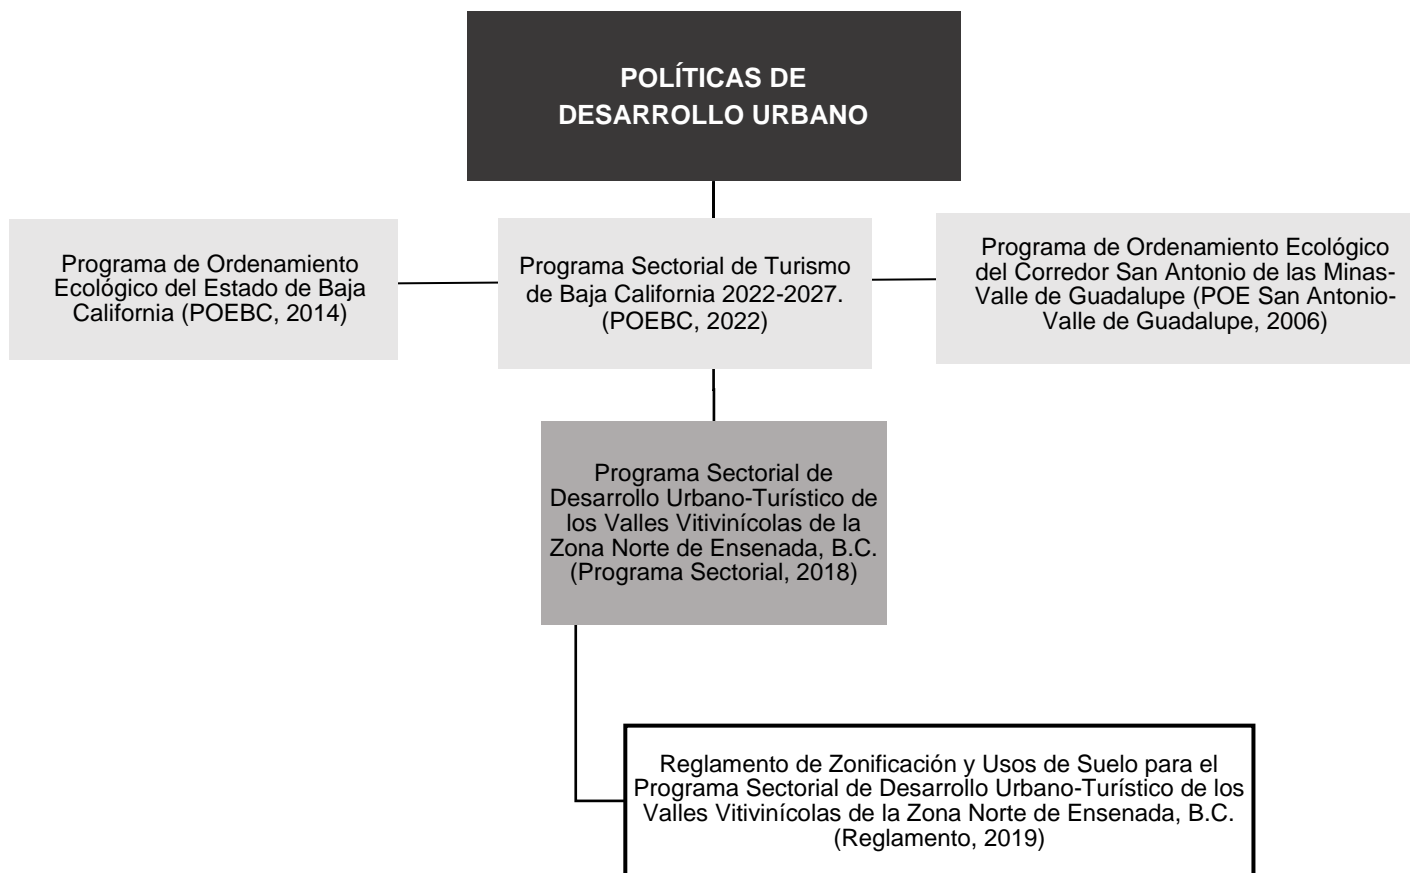 POLÍTICAS DE
DESARROLLO URBANO
Programa de Ordenamiento
Ecológico del Estado de Baja
California (POEBC, 2014)
Programa Sectorial de Turismo
de Baja California 2022-2027.
(POEBC, 2022)
Programa de Ordenamiento Ecológico
del Corredor San Antonio de las Minas-
Valle de Guadalupe (POE San Antonio-
Valle de Guadalupe, 2006)
Programa Sectorial de
Desarrollo Urbano-Turístico de
los Valles Vitivinícolas de la
Zona Norte de Ensenada, B.C.
(Programa Sectorial, 2018)
Reglamento de Zonificación y Usos de Suelo para el
Programa Sectorial de Desarrollo Urbano-Turístico de los
Valles Vitivinícolas de la Zona Norte de Ensenada, B.C.
(Reglamento, 2019)